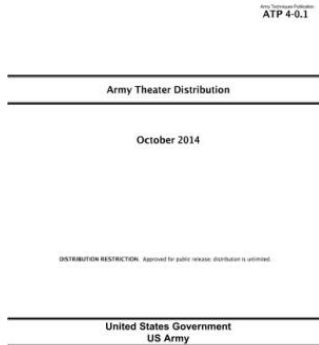 Army Techniques Publication
ATP 4-0.1
Army Theater Distribution
October 2014
DISTRIBUTION RESTRICTION. Approved for public release; distribution is unlimited.
United States Government
US Army